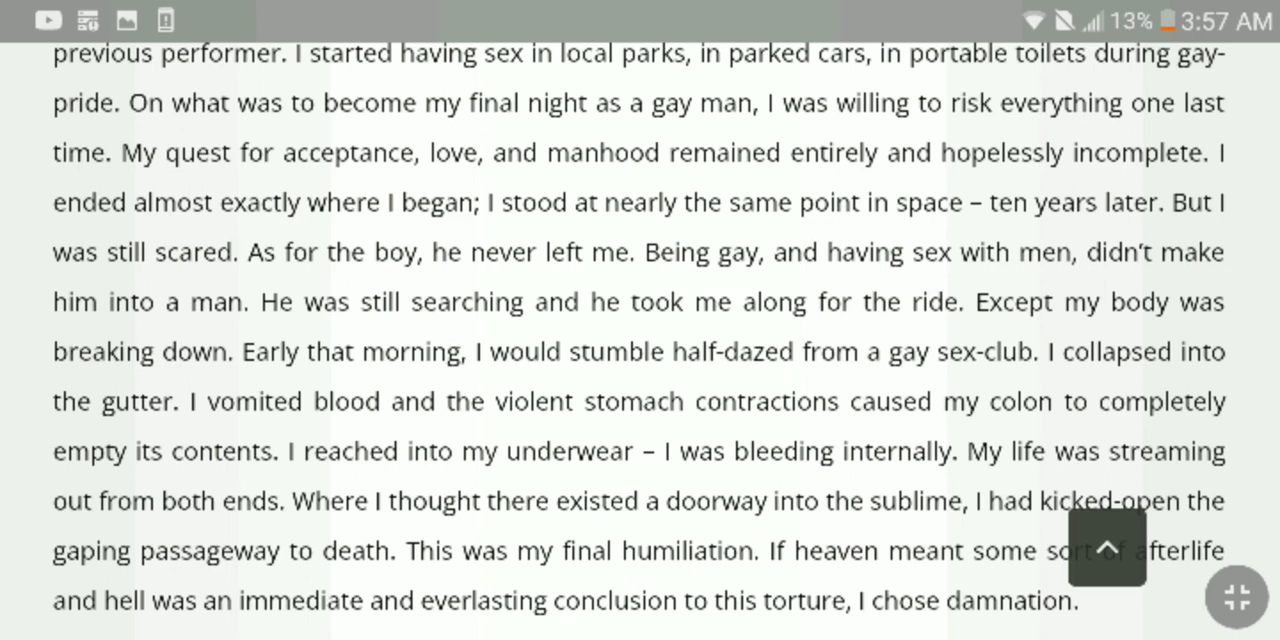 13% 3:57 AM
previous performer. I started having sex in local parks, in parked cars, in portable toilets during gay-
pride. On what was to become my final night as a gay man, I was willing to risk everything one last
time. My quest for acceptance, love, and manhood remained entirely and hopelessly incomplete. I
ended almost exactly where I began; I stood at nearly the same point in space – ten years later. But I
was still scared. As for the boy, he never left me. Being gay, and having sex with men, didn’t make
him into a man. He was still searching and he took me along for the ride. Except my body was
breaking down. Early that morning, I would stumble half-dazed from a gay sex-club. I collapsed into
the gutter. I vomited blood and the violent stomach contractions caused my colon to completely
empty its contents. I reached into my underwear – I was bleeding internally. My life was streaming
out from both ends. Where I thought there existed a doorway into the sublime, I had kicked-open the
gaping passageway to death. This was my final humiliation. If heaven meant some sort of afterlife
and hell was an immediate and everlasting conclusion to this torture, I chose damnation.